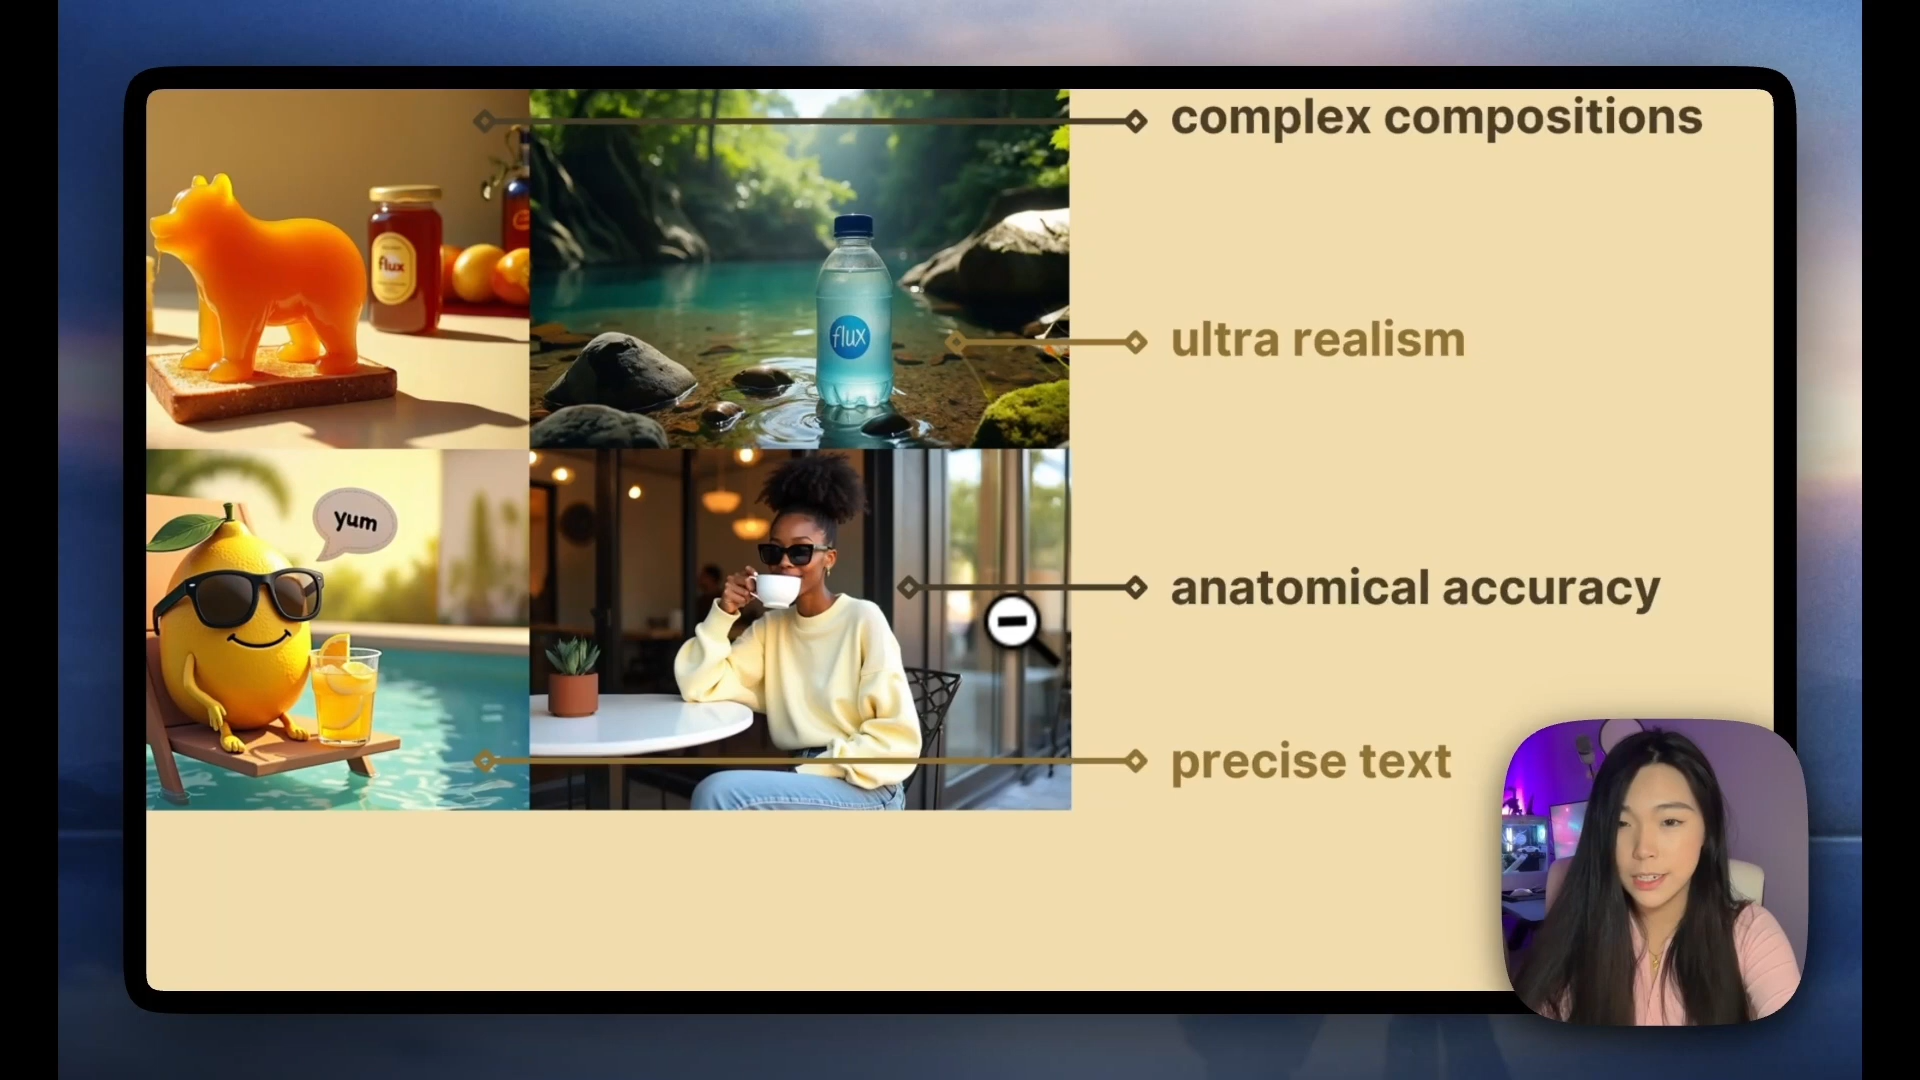 complex compositions
flux
flux
ultra realism
yum
anatomical accuracy
precise text